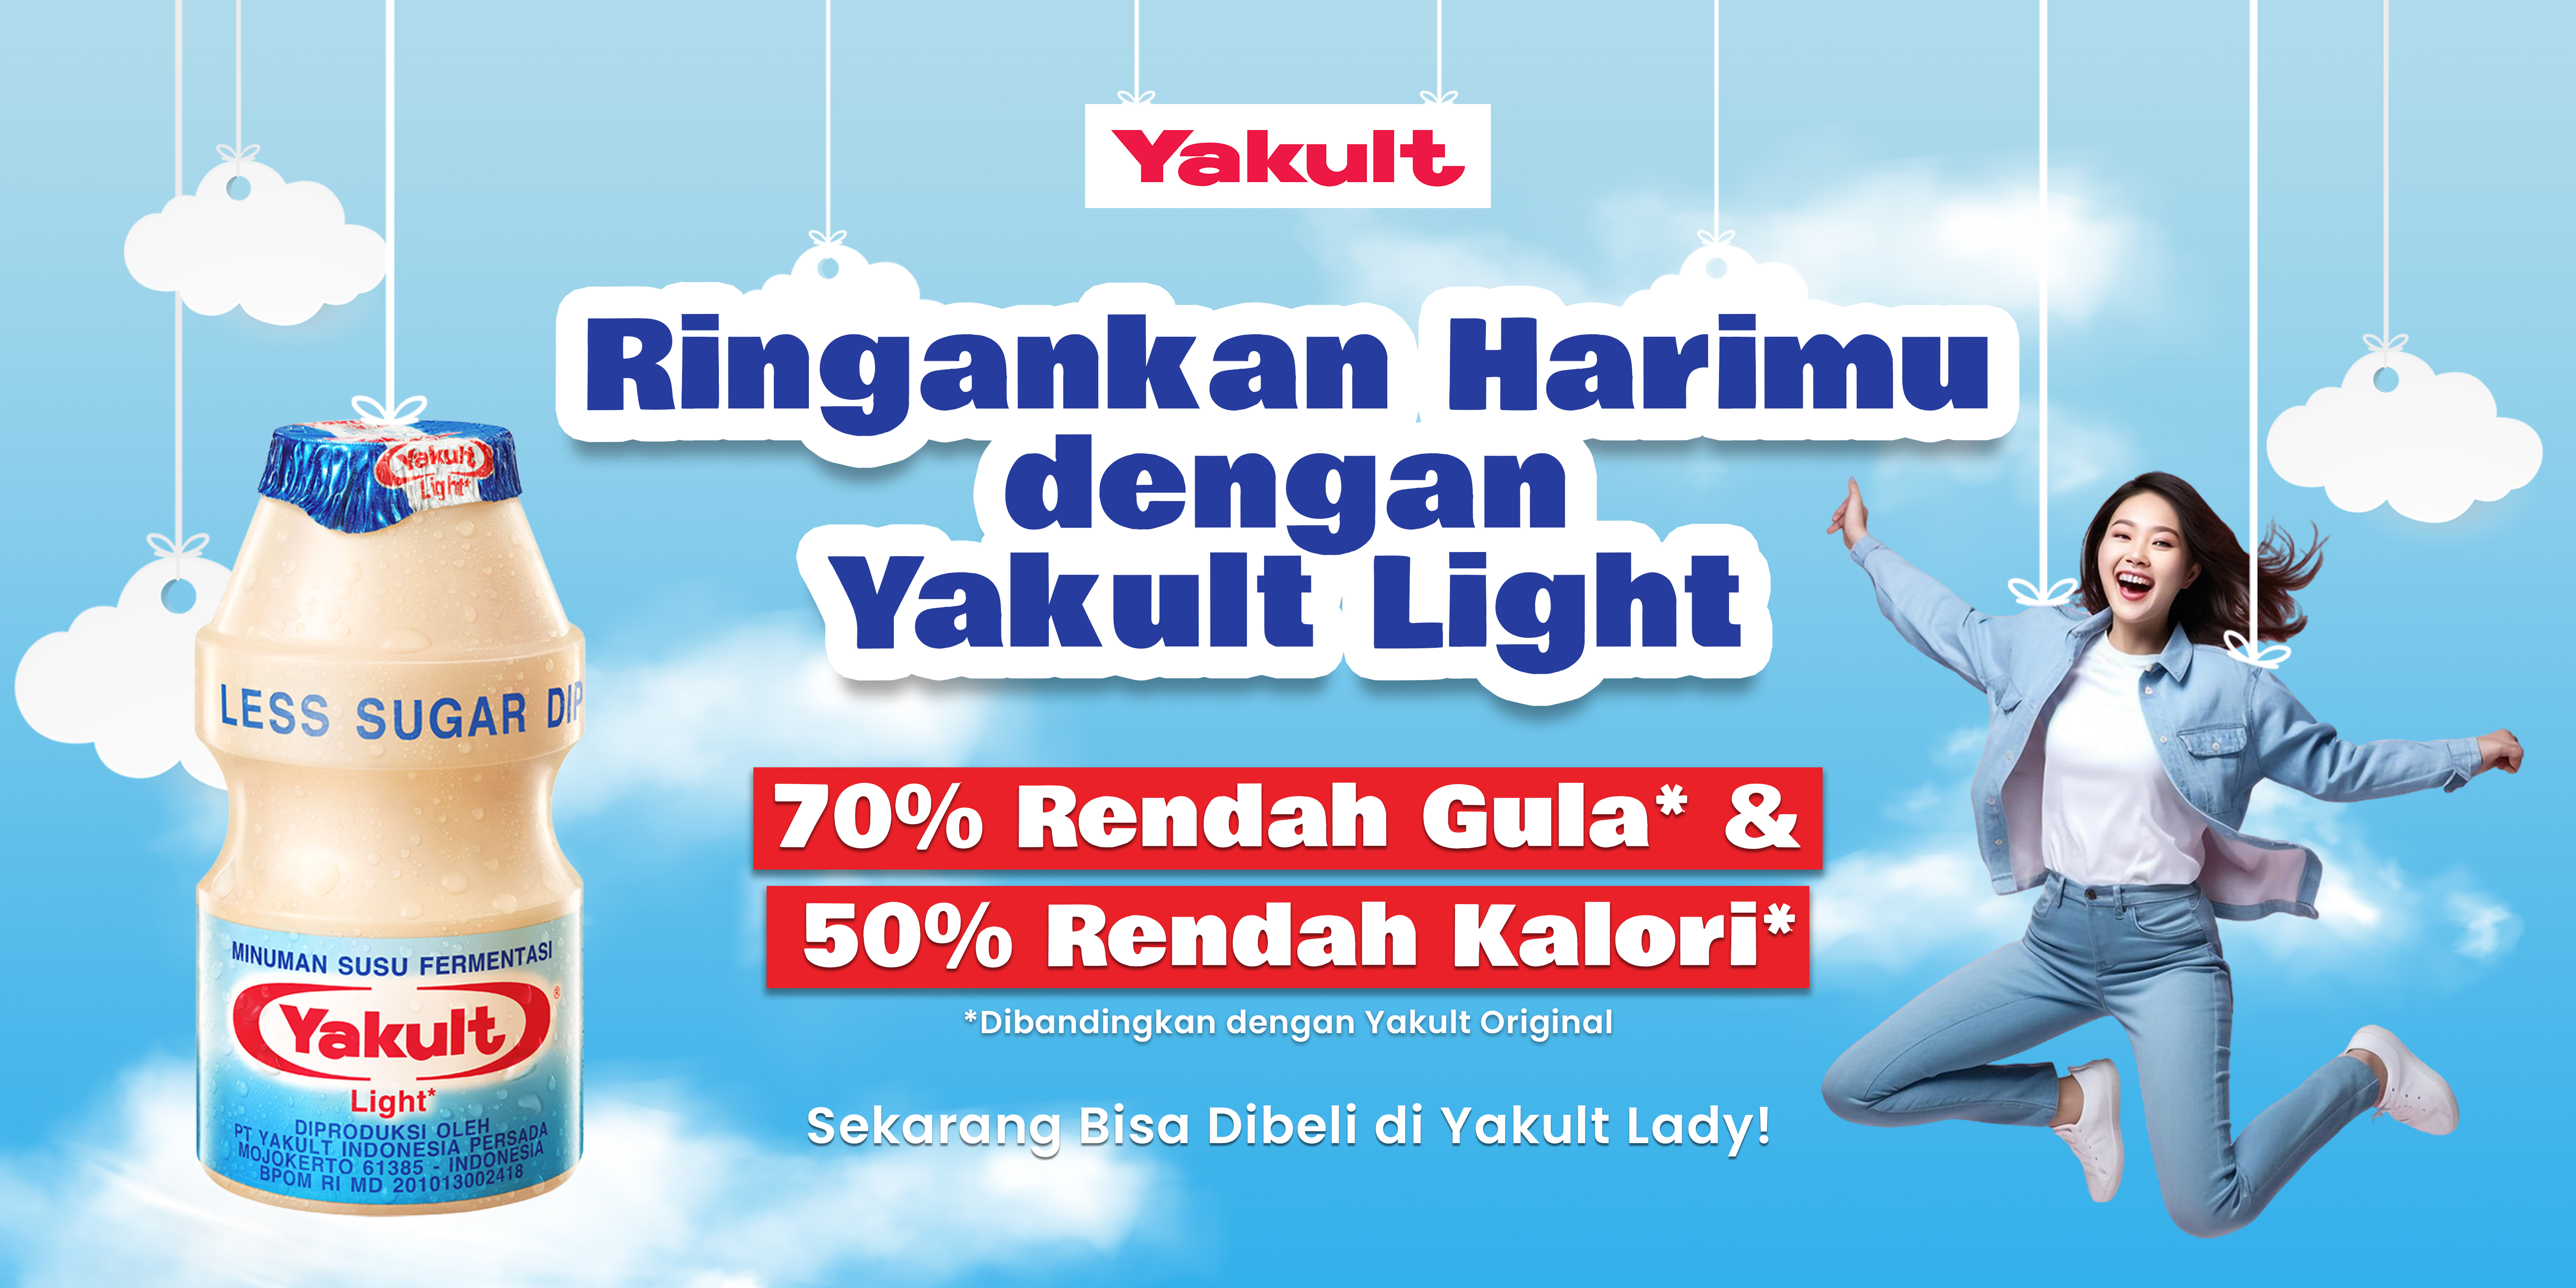 Yakult
Ringankan Harimu
dengan
Yakult Light
70% Rendah Gula* &
50% Rendah Kalori*
*Dibandingkan dengan Yakult Original
Sekarang Bisa Dibeli di Yakult Lady!
Yakult
Light*
LESS SUGAR DIP
MINUMAN SUSU FERMENTASI
Yakult®
Light*
DIPRODUKSI OLEH
PT YAKULT INDONESIA PERSADA
MOJOKERTO 61385 - INDONESIA
BPOM RI MD 201013002418